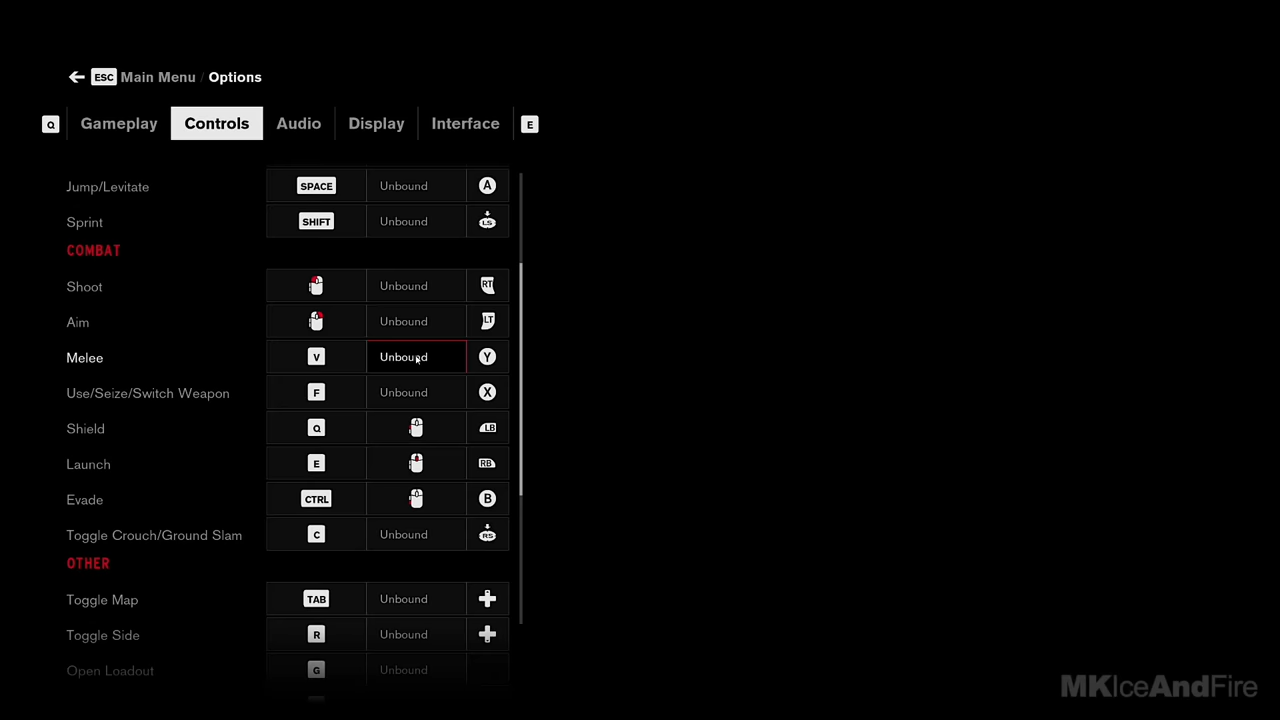 ESC Main Menu / Options
Q Gameplay Controls Audio Display Interface E
Jump/Levitate SPACE Unbound A
Sprint SHIFT Unbound LS
COMBAT
Shoot Unbound RT
Aim Unbound LT
Melee V Unbound Y
Use/Seize/Switch Weapon F Unbound X
Shield Q LB
Launch E RB
Evade CTRL B
Toggle Crouch/Ground Slam C Unbound RS
OTHER
Toggle Map TAB Unbound
Toggle Side R Unbound
Open Loadout G Unbound
MKIceAndFire